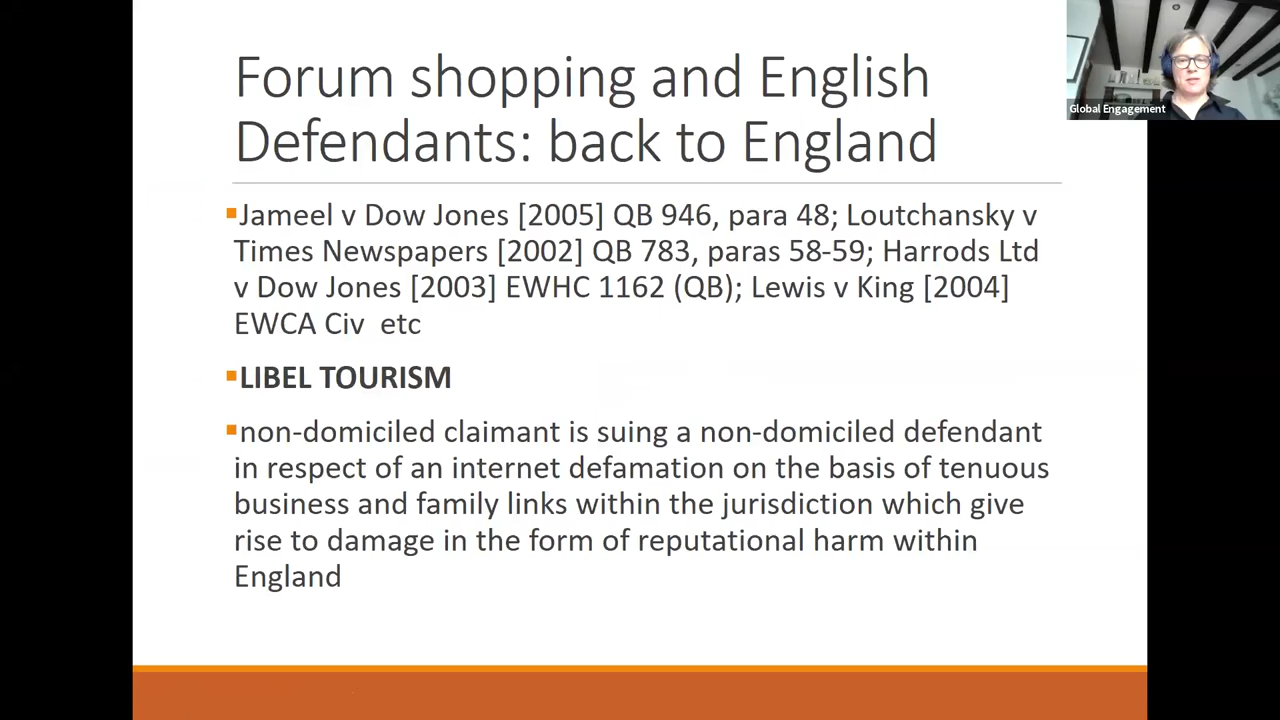 Forum shopping and English
Defendants: back to England
Global Engagement
▪Jameel v Dow Jones [2005] QB 946, para 48; Loutchansky v
Times Newspapers [2002] QB 783, paras 58-59; Harrods Ltd
v Dow Jones [2003] EWHC 1162 (QB); Lewis v King [2004]
EWCA Civ  etc
▪LIBEL TOURISM
▪non-domiciled claimant is suing a non-domiciled defendant
in respect of an internet defamation on the basis of tenuous
business and family links within the jurisdiction which give
rise to damage in the form of reputational harm within
England